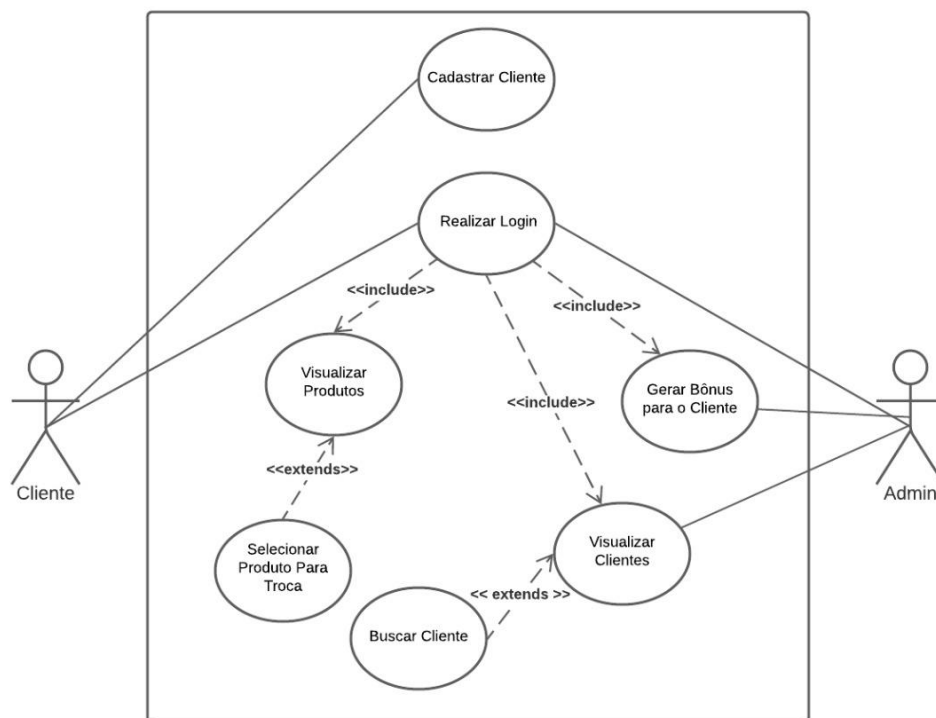 Cadastrar Cliente
Realizar Login
<<include>>
<<include>>
Visualizar
Produtos
Gerar Bônus
para o Cliente
<<include>>
<<extends>>
Cliente
Admin
Selecionar
Produto Para
Troca
Visualizar
Clientes
<< extends >>
Buscar Cliente